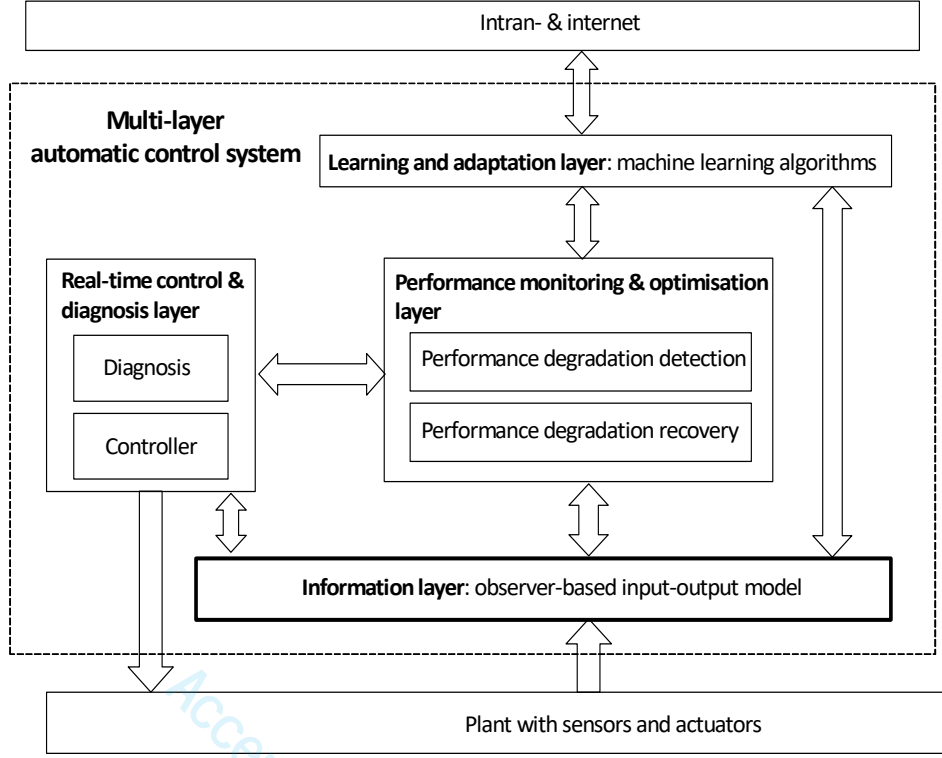 Intran- & internet
Multi-layer
automatic control system
Learning and adaptation layer: machine learning algorithms
Real-time control &
diagnosis layer
Diagnosis
Controller
Performance monitoring & optimisation
layer
Performance degradation detection
Performance degradation recovery
Information layer: observer-based input-output model
Plant with sensors and actuators